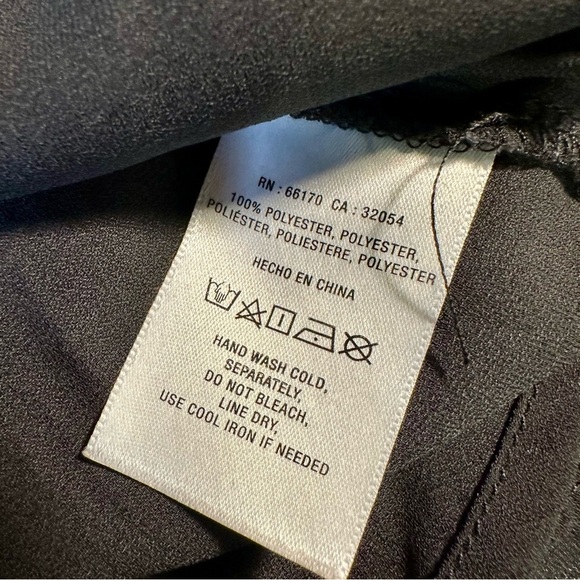 RN : 66170 CA : 32054
100% POLYESTER, POLYESTER,
POLIÉSTER, POLIESTERE, POLYESTER
HECHO EN CHINA
HAND WASH COLD,
SEPARATELY,
DO NOT BLEACH,
LINE DRY,
USE COOL IRON IF NEEDED